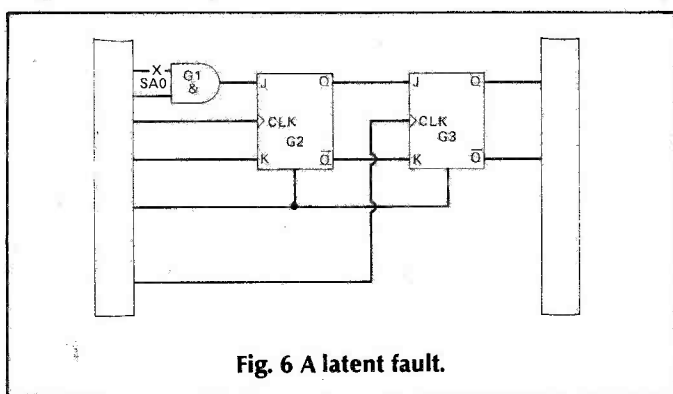 X
SA0
G1
&
J
Q
CLK
G2
K
Q̅
J
Q
CLK
G3
K
Q̅
Fig. 6 A latent fault.